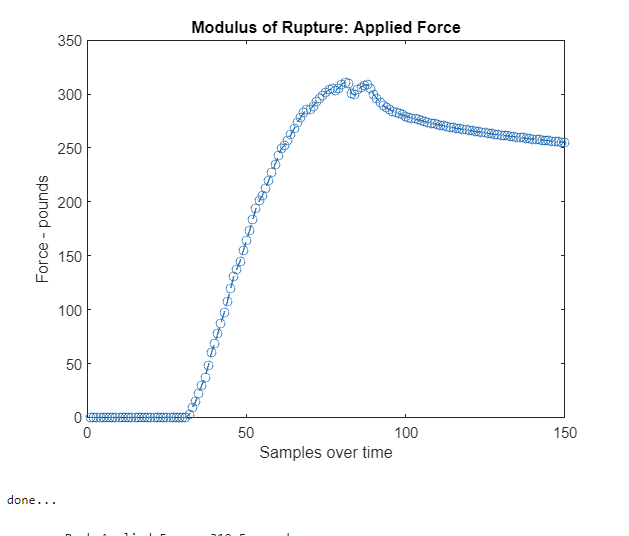 Modulus of Rupture: Applied Force
350
300
250
200
150
100
50
0
Force - pounds
0 50 100 150
Samples over time
done...